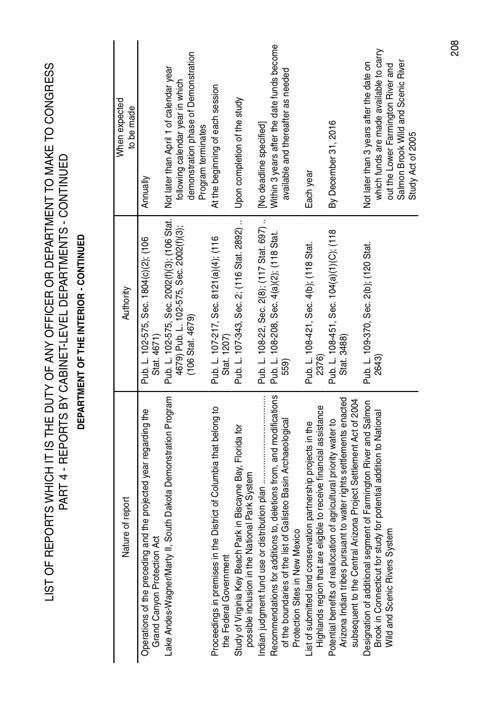 LIST OF REPORTS WHICH IT IS THE DUTY OF ANY OFFICER OR DEPARTMENT TO MAKE TO CONGRESS
PART 4 - REPORTS BY CABINET-LEVEL DEPARTMENTS - CONTINUED
DEPARTMENT OF THE INTERIOR - CONTINUED
Nature of report
Authority
When expected
to be made
Operations of the preceding and the projected year regarding the
Grand Canyon Protection Act
Pub. L. 102-575, Sec. 1804(c)(2); (106
Stat. 4671)
Annually
Lake Andes-Wagner/Marty II, South Dakota Demonstration Program
Pub. L. 102-575, Sec. 2002(f)(3); (106 Stat.
4679) Pub. L. 102-575, Sec. 2002(f)(3);
(106 Stat. 4679)
Not later than April 1 of calendar year
following calendar year in which
demonstration phase of Demonstration
Program terminates
Proceedings in premises in the District of Columbia that belong to
the Federal Government
Pub. L. 107-217, Sec. 8121(a)(4); (116
Stat. 1207)
At the beginning of each session
Study of Virginia Key Beach Park in Biscayne Bay, Florida for
possible inclusion in the National Park System
Pub. L. 107-343, Sec. 2; (116 Stat. 2892) ..
Upon completion of the study
Indian judgment fund use or distribution plan ..............................
Pub. L. 108-22, Sec. 2(8); (117 Stat. 697) ..
[No deadline specified]
Recommendations for additions to, deletions from, and modifications
of the boundaries of the list of Galisteo Basin Archaeological
Protection Sites in New Mexico
Pub. L. 108-208, Sec. 4(a)(2); (118 Stat.
559)
Within 3 years after the date funds become
available and thereafter as needed
List of submitted land conservation partnership projects in the
Highlands region that are eligible to receive financial assistance
Pub. L. 108-421, Sec. 4(b); (118 Stat.
2376)
Each year
Potential benefits of reallocation of agricultural priority water to
Arizona Indian tribes pursuant to water rights settlements enacted
subsequent to the Central Arizona Project Settlement Act of 2004
Pub. L. 108-451, Sec. 104(a)(1)(C); (118
Stat. 3488)
By December 31, 2016
Designation of additional segment of Farmington River and Salmon
Brook in Connecticut for study for potential addition to National
Wild and Scenic Rivers System
Pub. L. 109-370, Sec. 2(b); (120 Stat.
2643)
Not later than 3 years after the date on
which funds are made available to carry
out the Lower Farmington River and
Salmon Brook Wild and Scenic River
Study Act of 2005
208